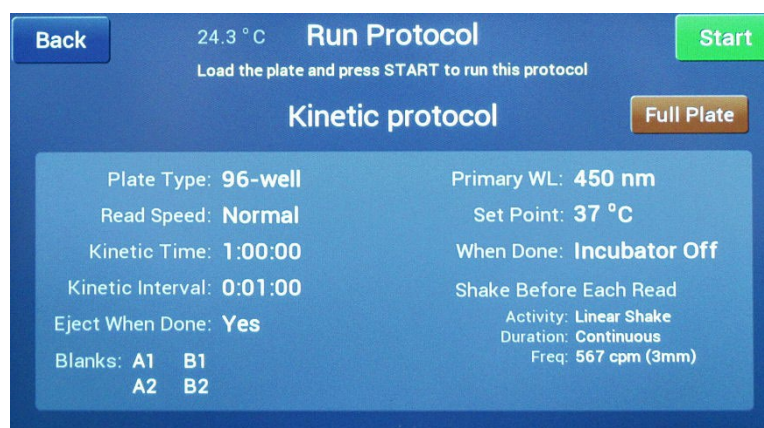 Back
24.3 °C
Run Protocol
Start
Load the plate and press START to run this protocol
Kinetic protocol
Full Plate
Plate Type: 96-well
Read Speed: Normal
Kinetic Time: 1:00:00
Kinetic Interval: 0:01:00
Eject When Done: Yes
Blanks: A1 B1
A2 B2
Primary WL: 450 nm
Set Point: 37 °C
When Done: Incubator Off
Shake Before Each Read
Activity: Linear Shake
Duration: Continuous
Freq: 567 cpm (3mm)